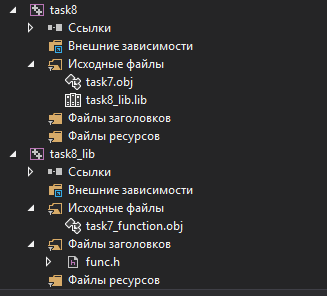 task8
Ссылки
Внешние зависимости
Исходные файлы
task7.obj
task8_lib.lib
Файлы заголовков
Файлы ресурсов
task8_lib
Ссылки
Внешние зависимости
Исходные файлы
task7_function.obj
Файлы заголовков
func.h
Файлы ресурсов